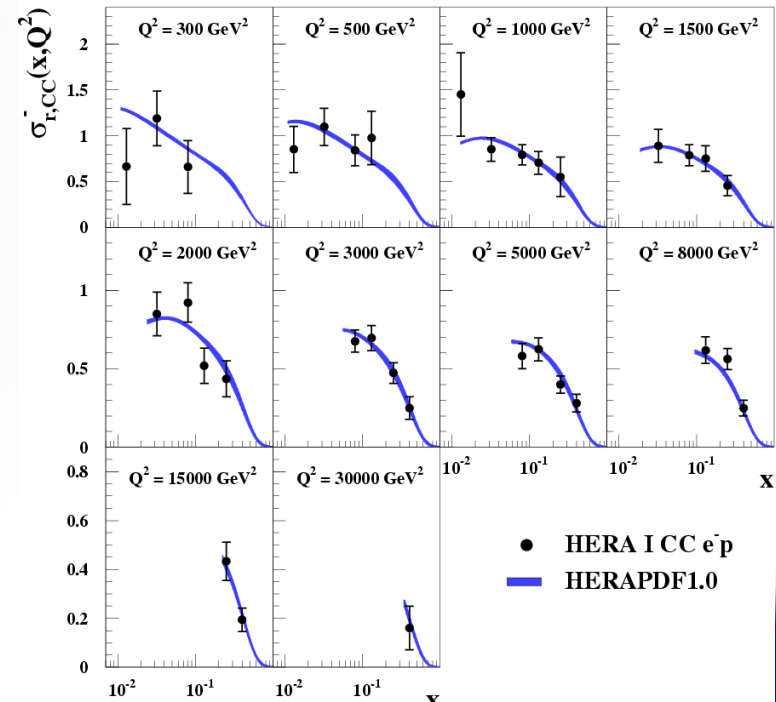 σ⁻r,CC(x,Q²)
Q² = 300 GeV²
Q² = 500 GeV²
Q² = 1000 GeV²
Q² = 1500 GeV²
2
1.5
1
0.5
0
Q² = 2000 GeV²
Q² = 3000 GeV²
Q² = 5000 GeV²
Q² = 8000 GeV²
1
0.5
0
10⁻² 10⁻¹ 10⁻² 10⁻¹
x
Q² = 15000 GeV²
Q² = 30000 GeV²
0.8
0.6
0.4
0.2
0
10⁻² 10⁻¹ 10⁻² 10⁻¹
x
HERA I CC e⁻p
HERAPDF1.0